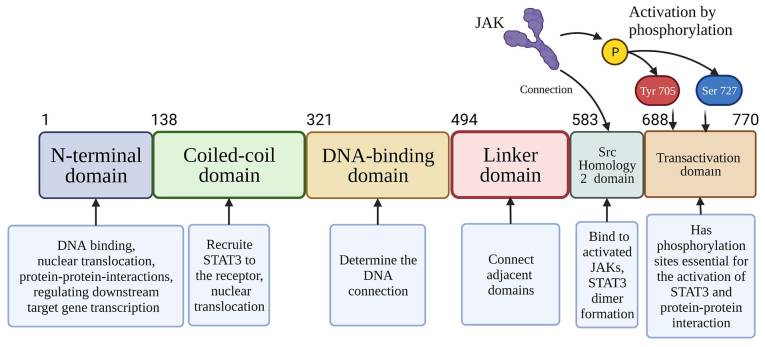 JAK
Activation by
phosphorylation
P
Connection
Tyr 705
Ser 727
1
138
321
494
583
688
770
N-terminal
domain
Coiled-coil
domain
DNA-binding
domain
Linker
domain
Src
Homology
2 domain
Transactivation
domain
DNA binding,
nuclear translocation,
protein-protein-interactions,
regulating downstream
target gene transcription
Recruite
STAT3 to
the receptor,
nuclear
translocation
Determine the
DNA
connection
Connect
adjacent
domains
Bind to
activated
JAKs,
STAT3
dimer
formation
Has
phosphorylation
sites essential for
the activation of
STAT3 and
protein-protein
interaction